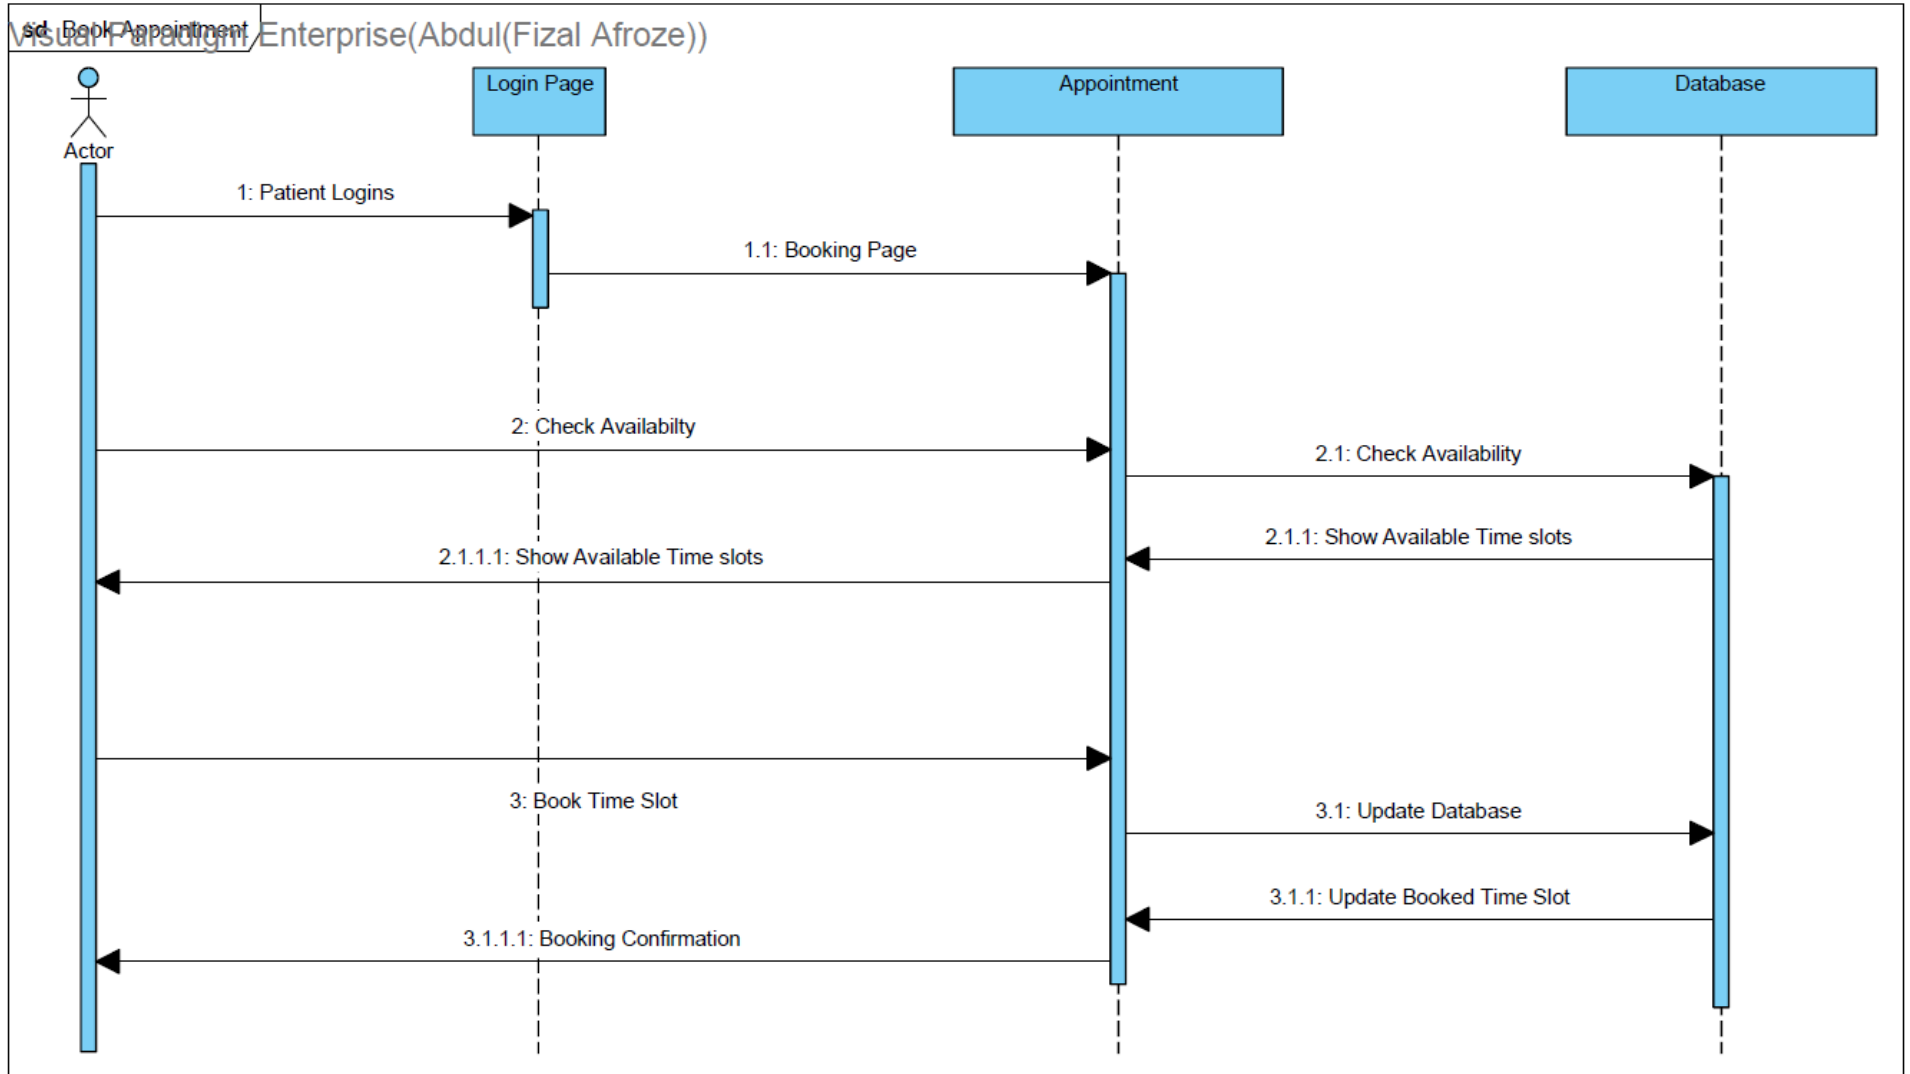 sd Book Appointment
Visual Paradigm Enterprise(Abdul(Fizal Afroze))
Actor
Login Page
Appointment
Database
1: Patient Logins
1.1: Booking Page
2: Check Availabilty
2.1: Check Availability
2.1.1: Show Available Time slots
2.1.1.1: Show Available Time slots
3: Book Time Slot
3.1: Update Database
3.1.1: Update Booked Time Slot
3.1.1.1: Booking Confirmation